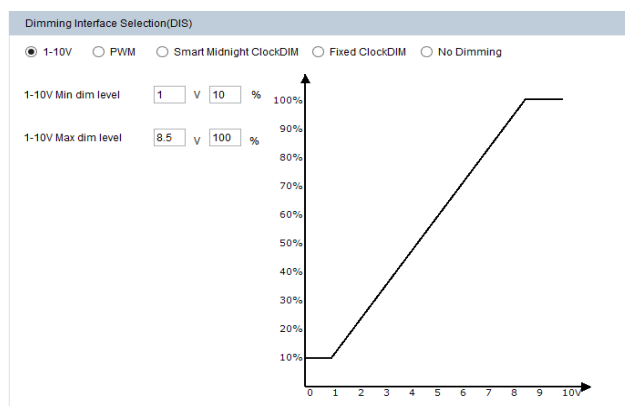 Dimming Interface Selection(DIS)
1-10V PWM Smart Midnight ClockDIM Fixed ClockDIM No Dimming
1-10V Min dim level 1 V 10 %
1-10V Max dim level 8.5 V 100 %
100%
90%
80%
70%
60%
50%
40%
30%
20%
10%
0 1 2 3 4 5 6 7 8 9 10V